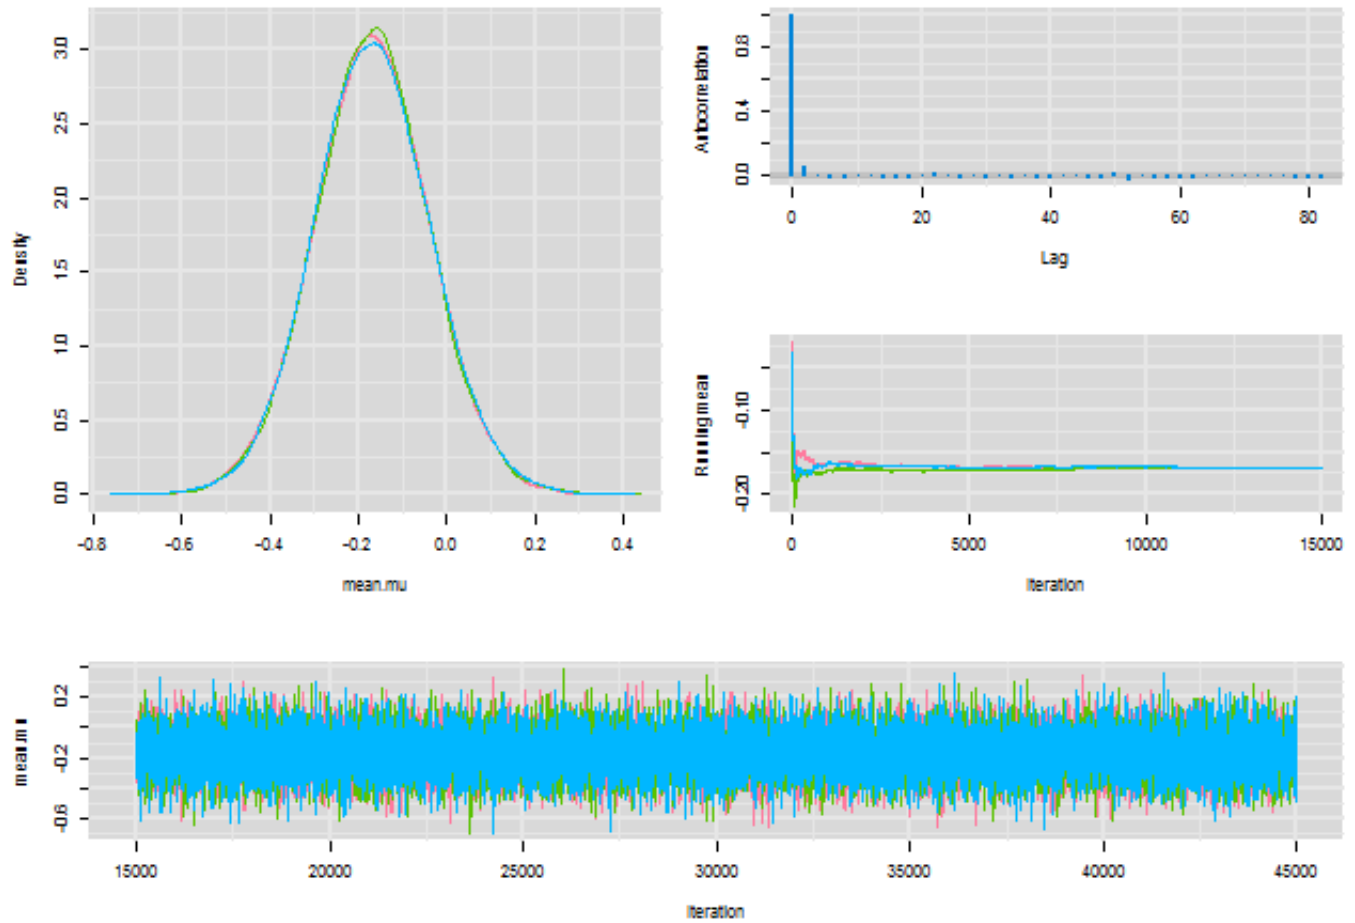 3.0
2.5
2.0
1.5
1.0
0.5
0.0
Density
-0.8 -0.6 -0.4 -0.2 0.0 0.2 0.4
mean.mu
0.8
0.4
0.0
Autocorrelation
0 20 40 60 80
Lag
-0.10
-0.20
Running mean
0 5000 10000 15000
Iteration
0.2
-0.2
-0.6
mean.mu
15000 20000 25000 30000 35000 40000 45000
Iteration